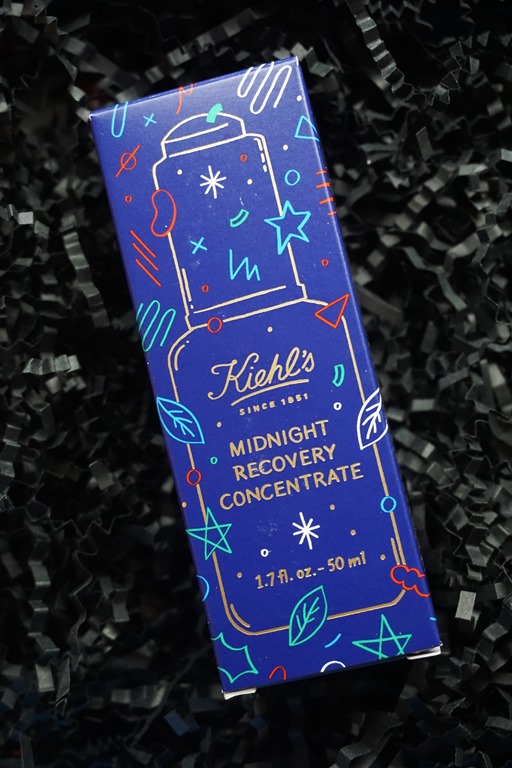 Kiehl's
SINCE 1851
MIDNIGHT
RECOVERY
CONCENTRATE
1.7 fl. oz. - 50 ml